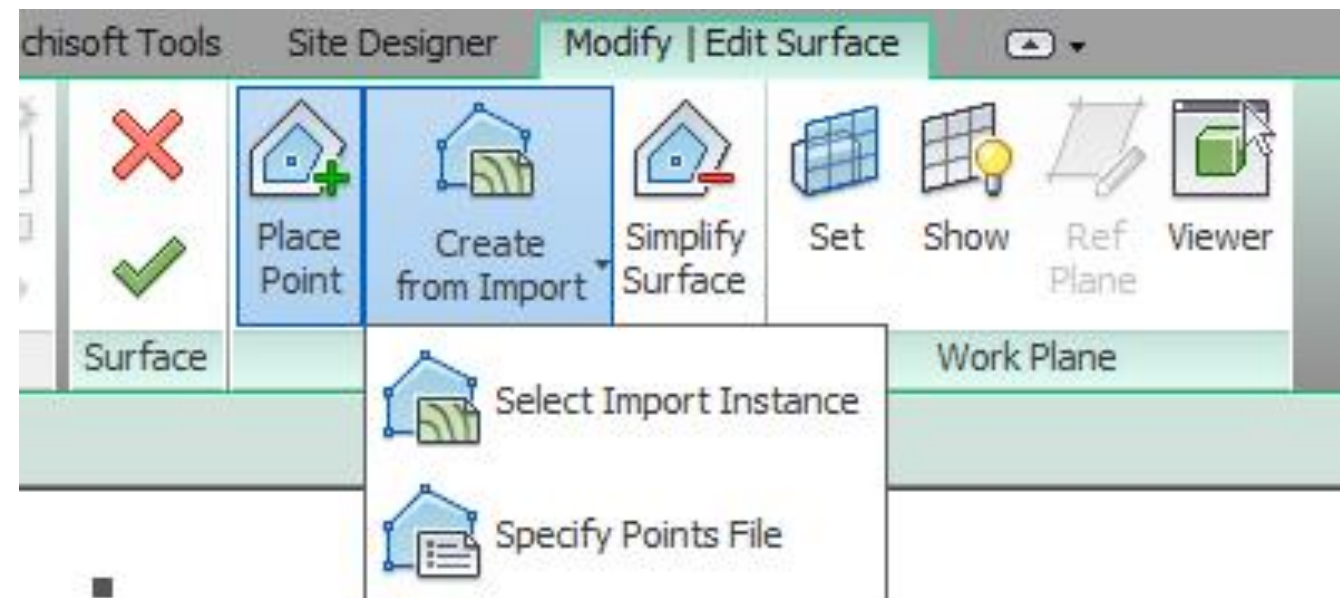 chisoft Tools Site Designer Modify | Edit Surface
Place
Point
Create
from Import
Simplify
Surface
Set
Show
Ref
Plane
Viewer
Surface
Work Plane
Select Import Instance
Specify Points File